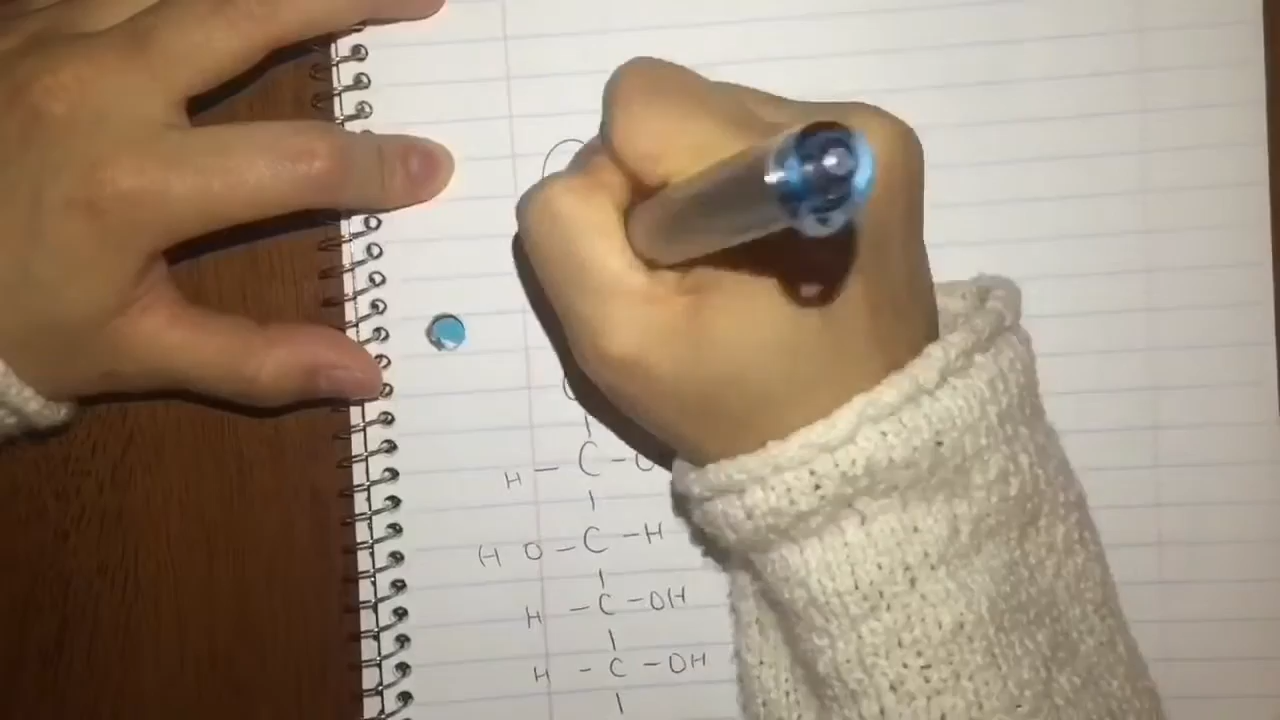 C
H – C – O
HO – C – H
H – C – OH
H – C – OH